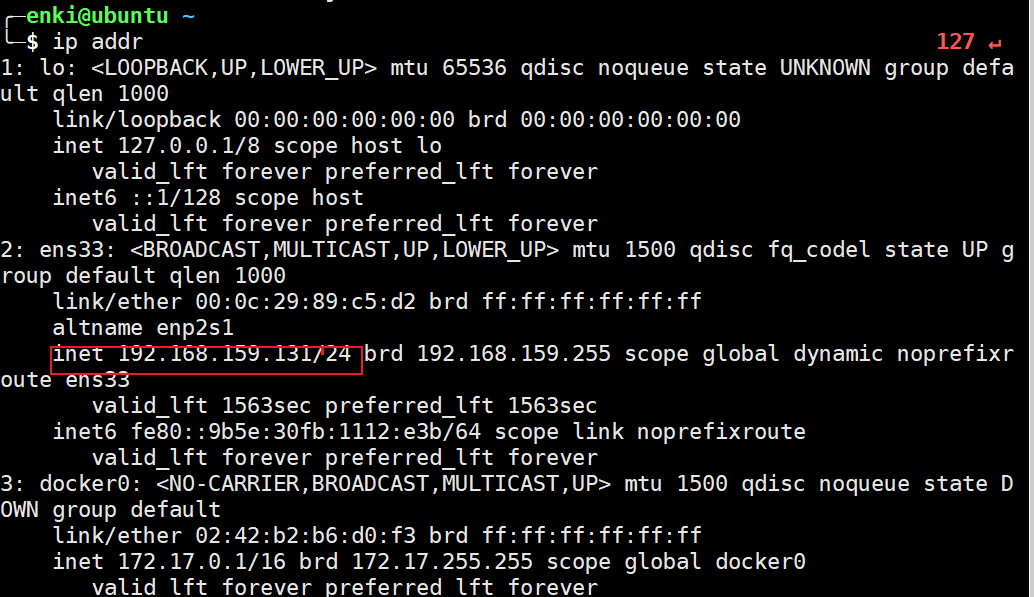 ╭─enki@ubuntu ~
╰─$ ip addr 127 ↵
1: lo: <LOOPBACK,UP,LOWER_UP> mtu 65536 qdisc noqueue state UNKNOWN group defa
ult qlen 1000
    link/loopback 00:00:00:00:00:00 brd 00:00:00:00:00:00
    inet 127.0.0.1/8 scope host lo
       valid_lft forever preferred_lft forever
    inet6 ::1/128 scope host
       valid_lft forever preferred_lft forever
2: ens33: <BROADCAST,MULTICAST,UP,LOWER_UP> mtu 1500 qdisc fq_codel state UP g
roup default qlen 1000
    link/ether 00:0c:29:89:c5:d2 brd ff:ff:ff:ff:ff:ff
    altname enp2s1
    inet 192.168.159.131/24 brd 192.168.159.255 scope global dynamic noprefixr
oute ens33
       valid_lft 1563sec preferred_lft 1563sec
    inet6 fe80::9b5e:30fb:1112:e3b/64 scope link noprefixroute
       valid_lft forever preferred_lft forever
3: docker0: <NO-CARRIER,BROADCAST,MULTICAST,UP> mtu 1500 qdisc noqueue state D
OWN group default
    link/ether 02:42:b2:b6:d0:f3 brd ff:ff:ff:ff:ff:ff
    inet 172.17.0.1/16 brd 172.17.255.255 scope global docker0
       valid_lft forever preferred_lft forever